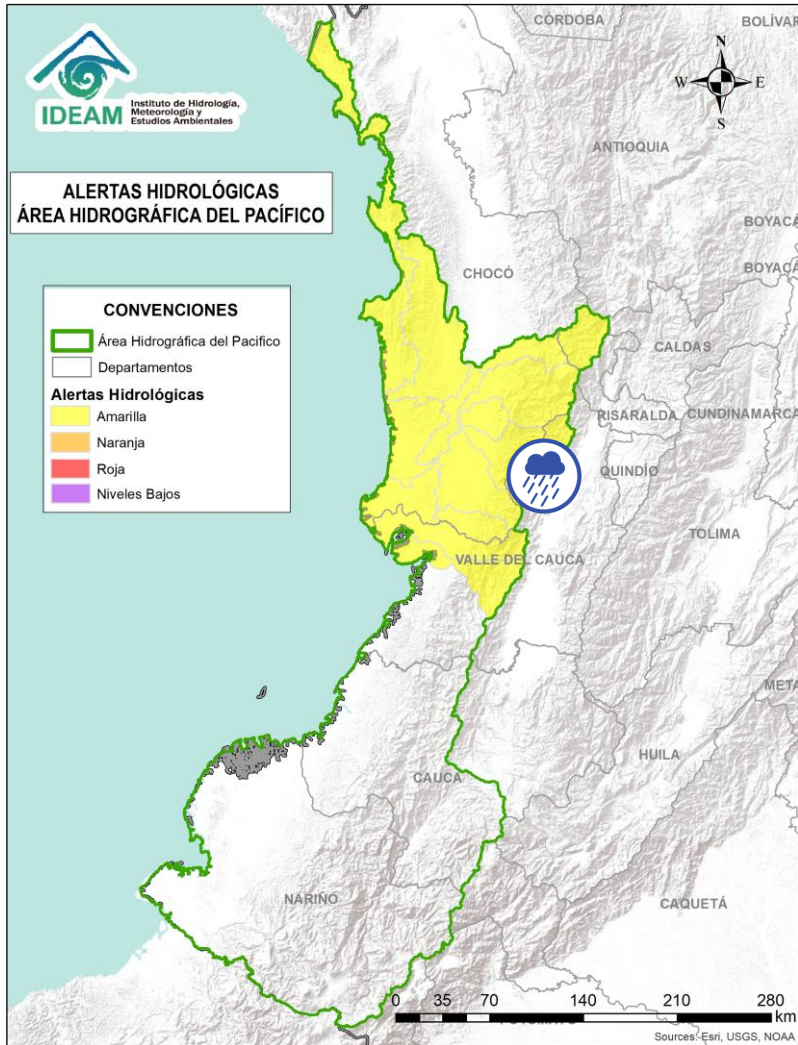 CÓRDOBA
BOLÍVAR
N
W
E
S
IDEAM
Instituto de Hidrología,
Meteorología y
Estudios Ambientales
ANTIOQUIA
ALERTAS HIDROLÓGICAS
ÁREA HIDROGRÁFICA DEL PACÍFICO
BOYACÁ
BOYACÁ
CHOCÓ
CONVENCIONES
Área Hidrográfica del Pacifico
Departamentos
Alertas Hidrológicas
Amarilla
Naranja
Roja
Niveles Bajos
CALDAS
RISARALDA
CUNDINAMARCA
QUINDÍO
TOLIMA
VALLE DEL CAUCA
META
HUILA
CAUCA
NARIÑO
CAQUETÁ
0 35 70 140 210 280
km
Sources: Esri, USGS, NOAA